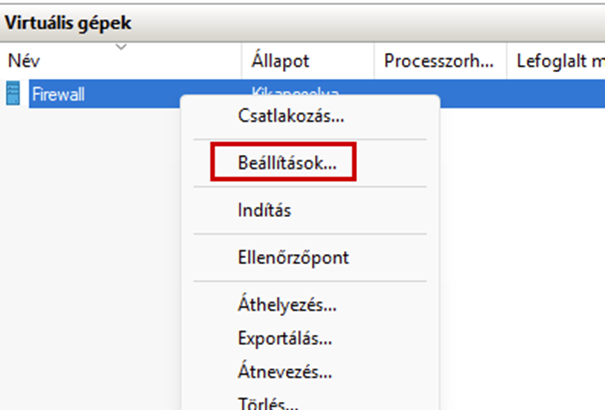 Virtuális gépek
Név Állapot Processzorh... Lefoglalt m
Firewall Kikapcsolva
Csatlakozás...
Beállítások...
Indítás
Ellenőrzőpont
Áthelyezés...
Exportálás...
Átnevezés...
Törlés...